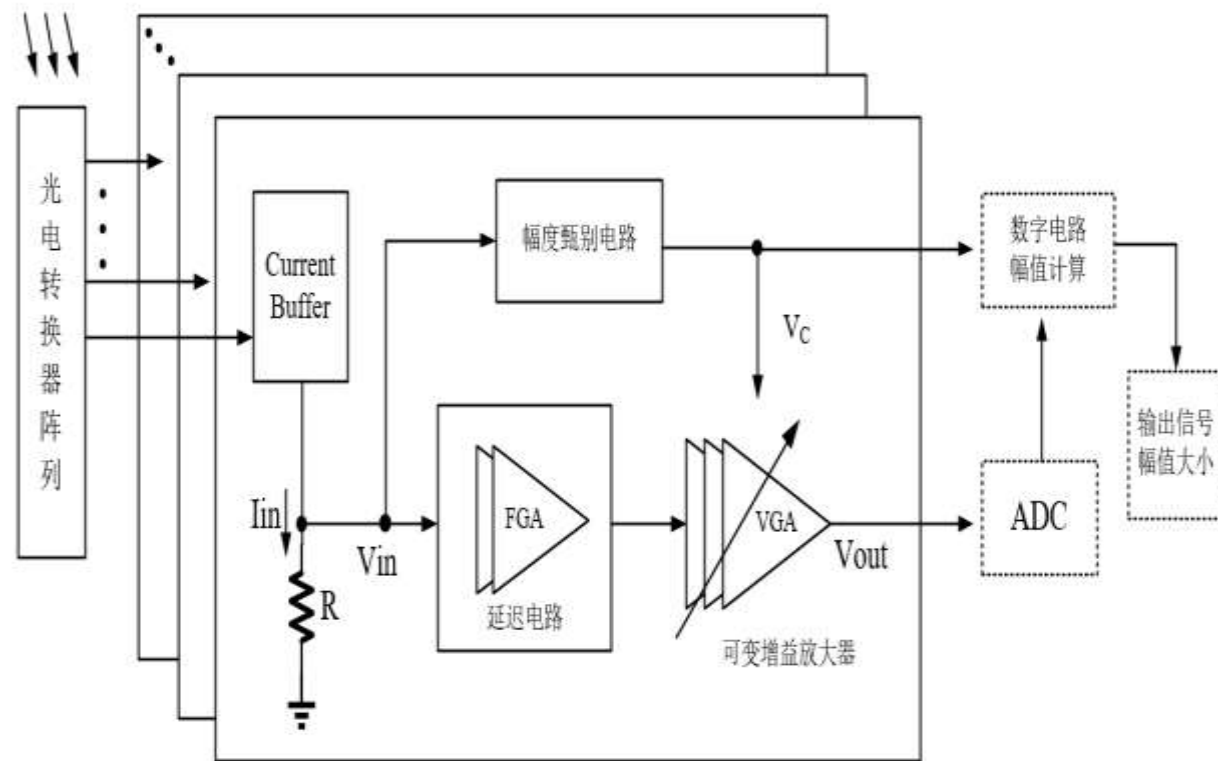 光电转换器阵列
Current
Buffer
幅度甄别电路
数字电路
幅值计算
V_C
输出信号
幅值大小
Iin
Vin
R
FGA
延迟电路
VGA
Vout
可变增益放大器
ADC